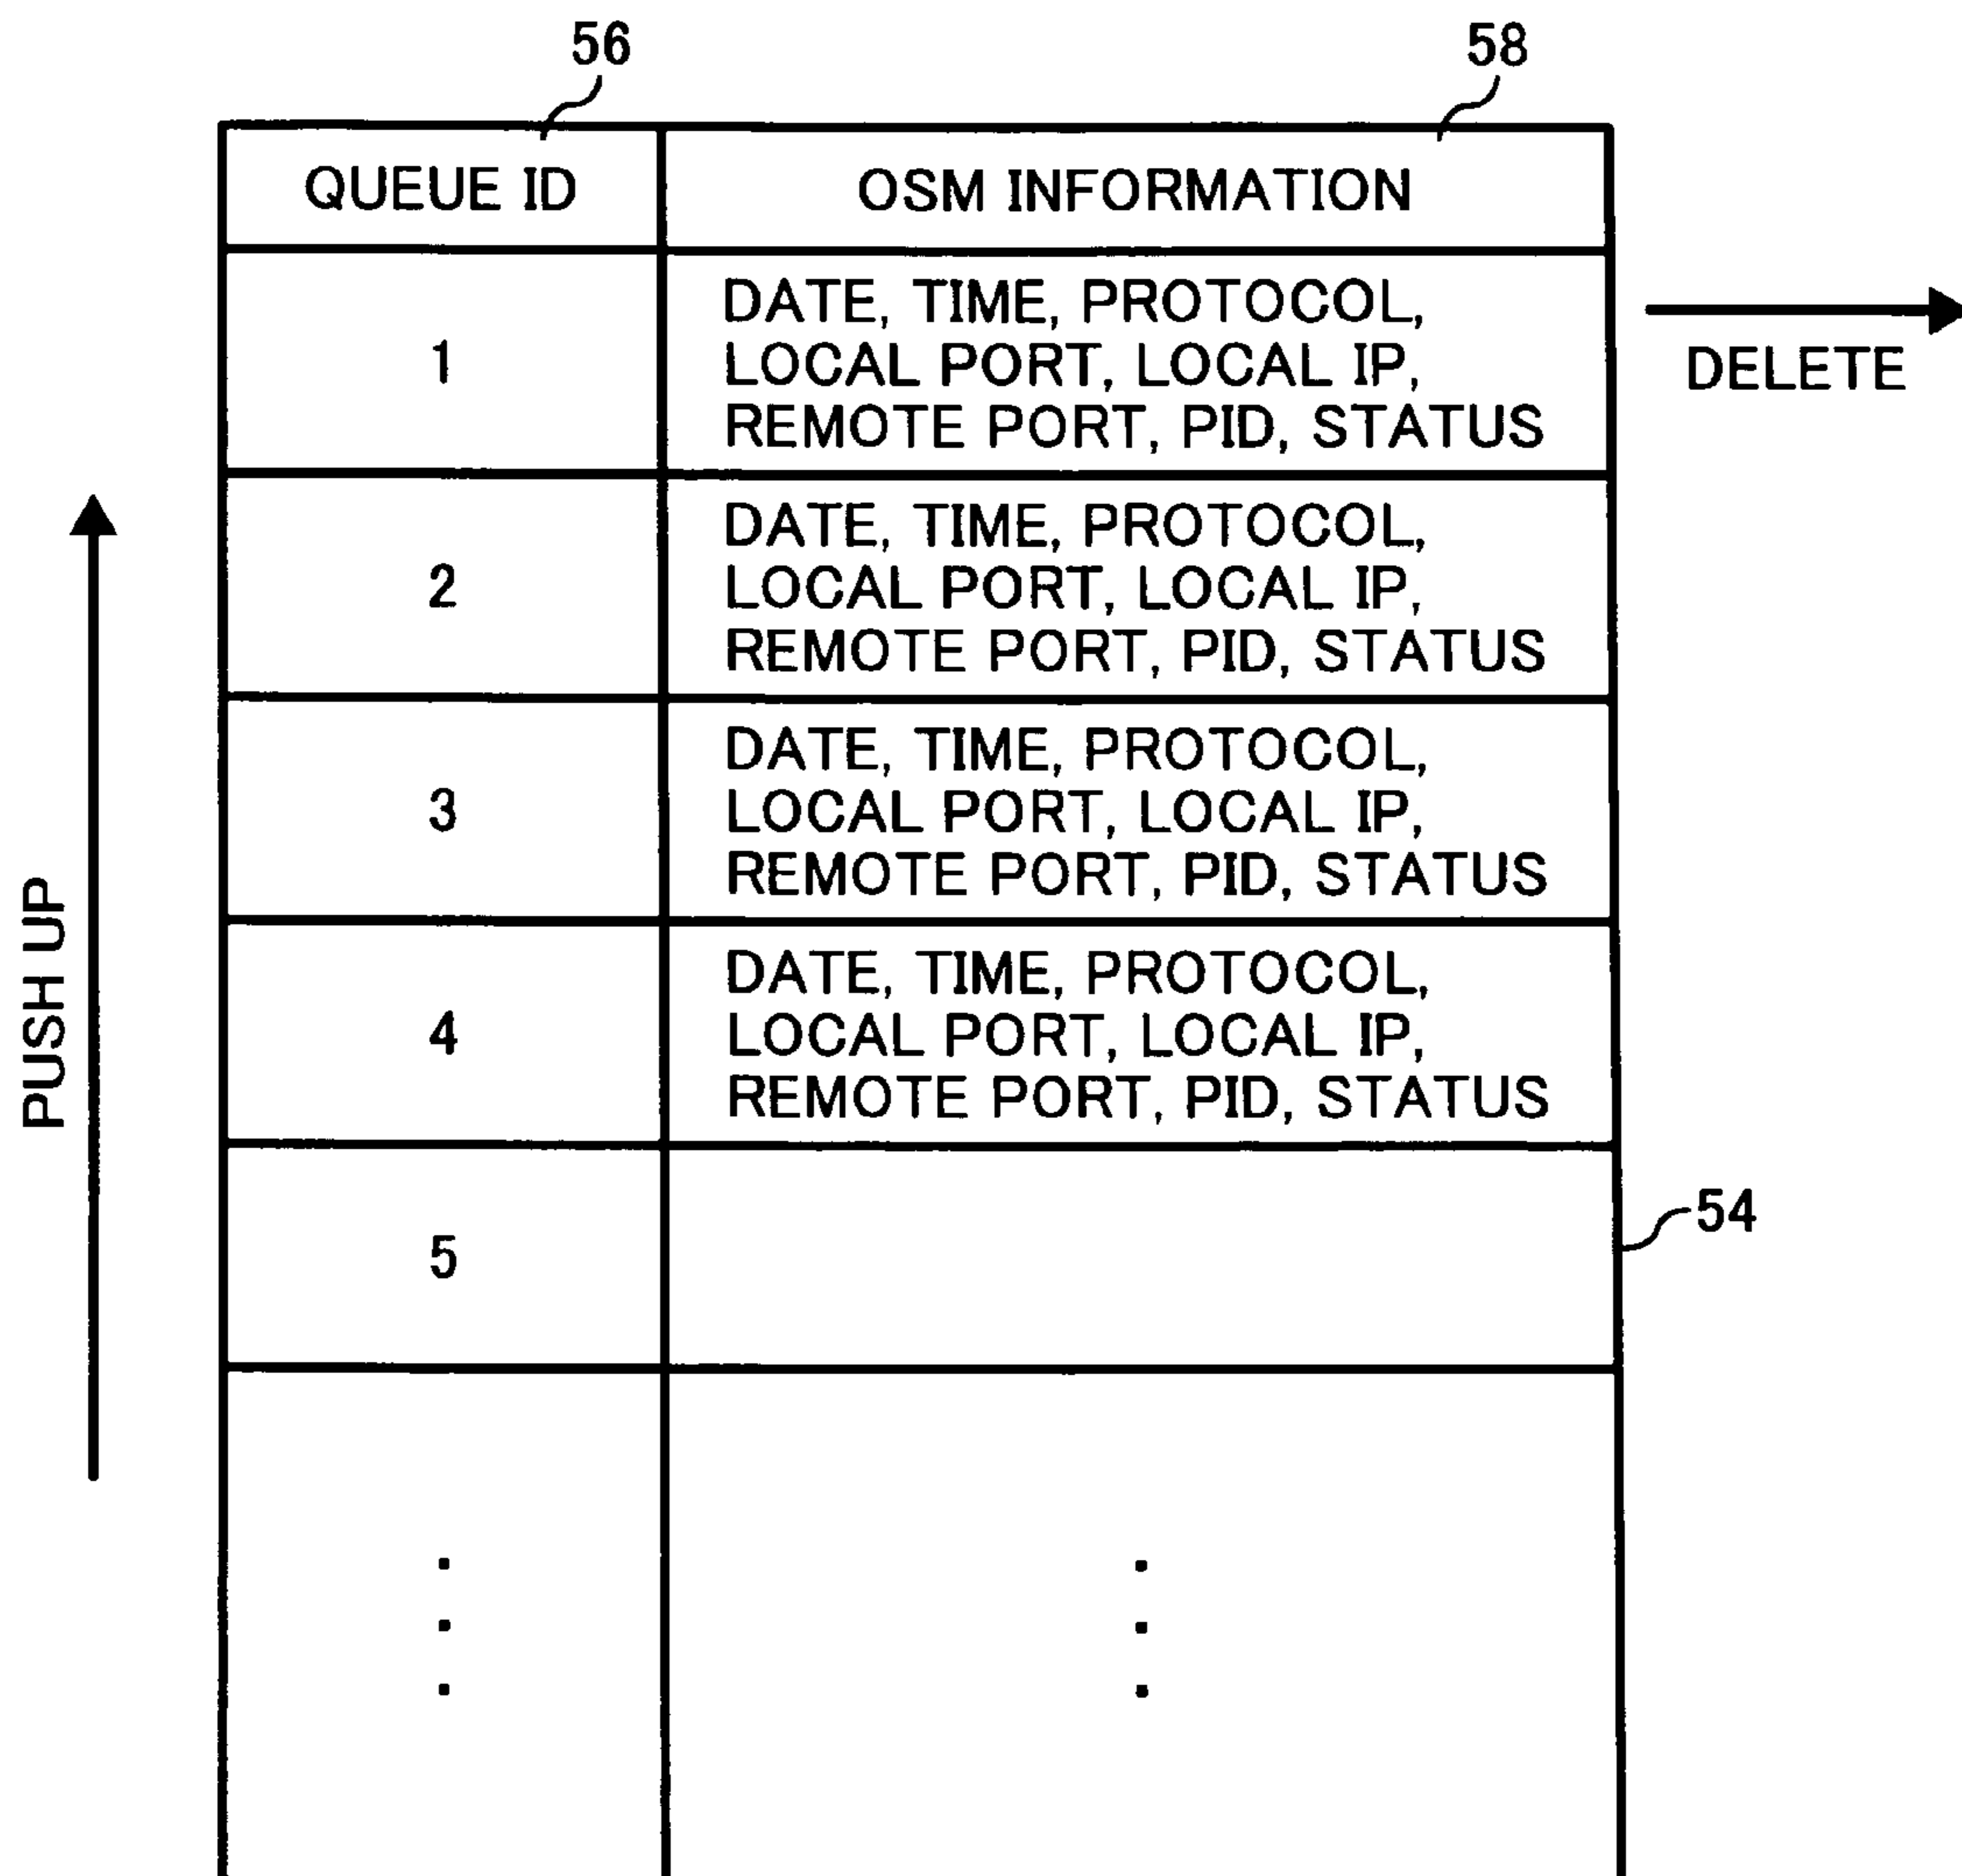 56
58
QUEUE ID
OSM INFORMATION
1
DATE, TIME, PROTOCOL,
LOCAL PORT, LOCAL IP,
REMOTE PORT, PID, STATUS
DELETE
2
DATE, TIME, PROTOCOL,
LOCAL PORT, LOCAL IP,
REMOTE PORT, PID, STATUS
3
DATE, TIME, PROTOCOL,
LOCAL PORT, LOCAL IP,
REMOTE PORT, PID, STATUS
PUSH UP
4
DATE, TIME, PROTOCOL,
LOCAL PORT, LOCAL IP,
REMOTE PORT, PID, STATUS
5
54